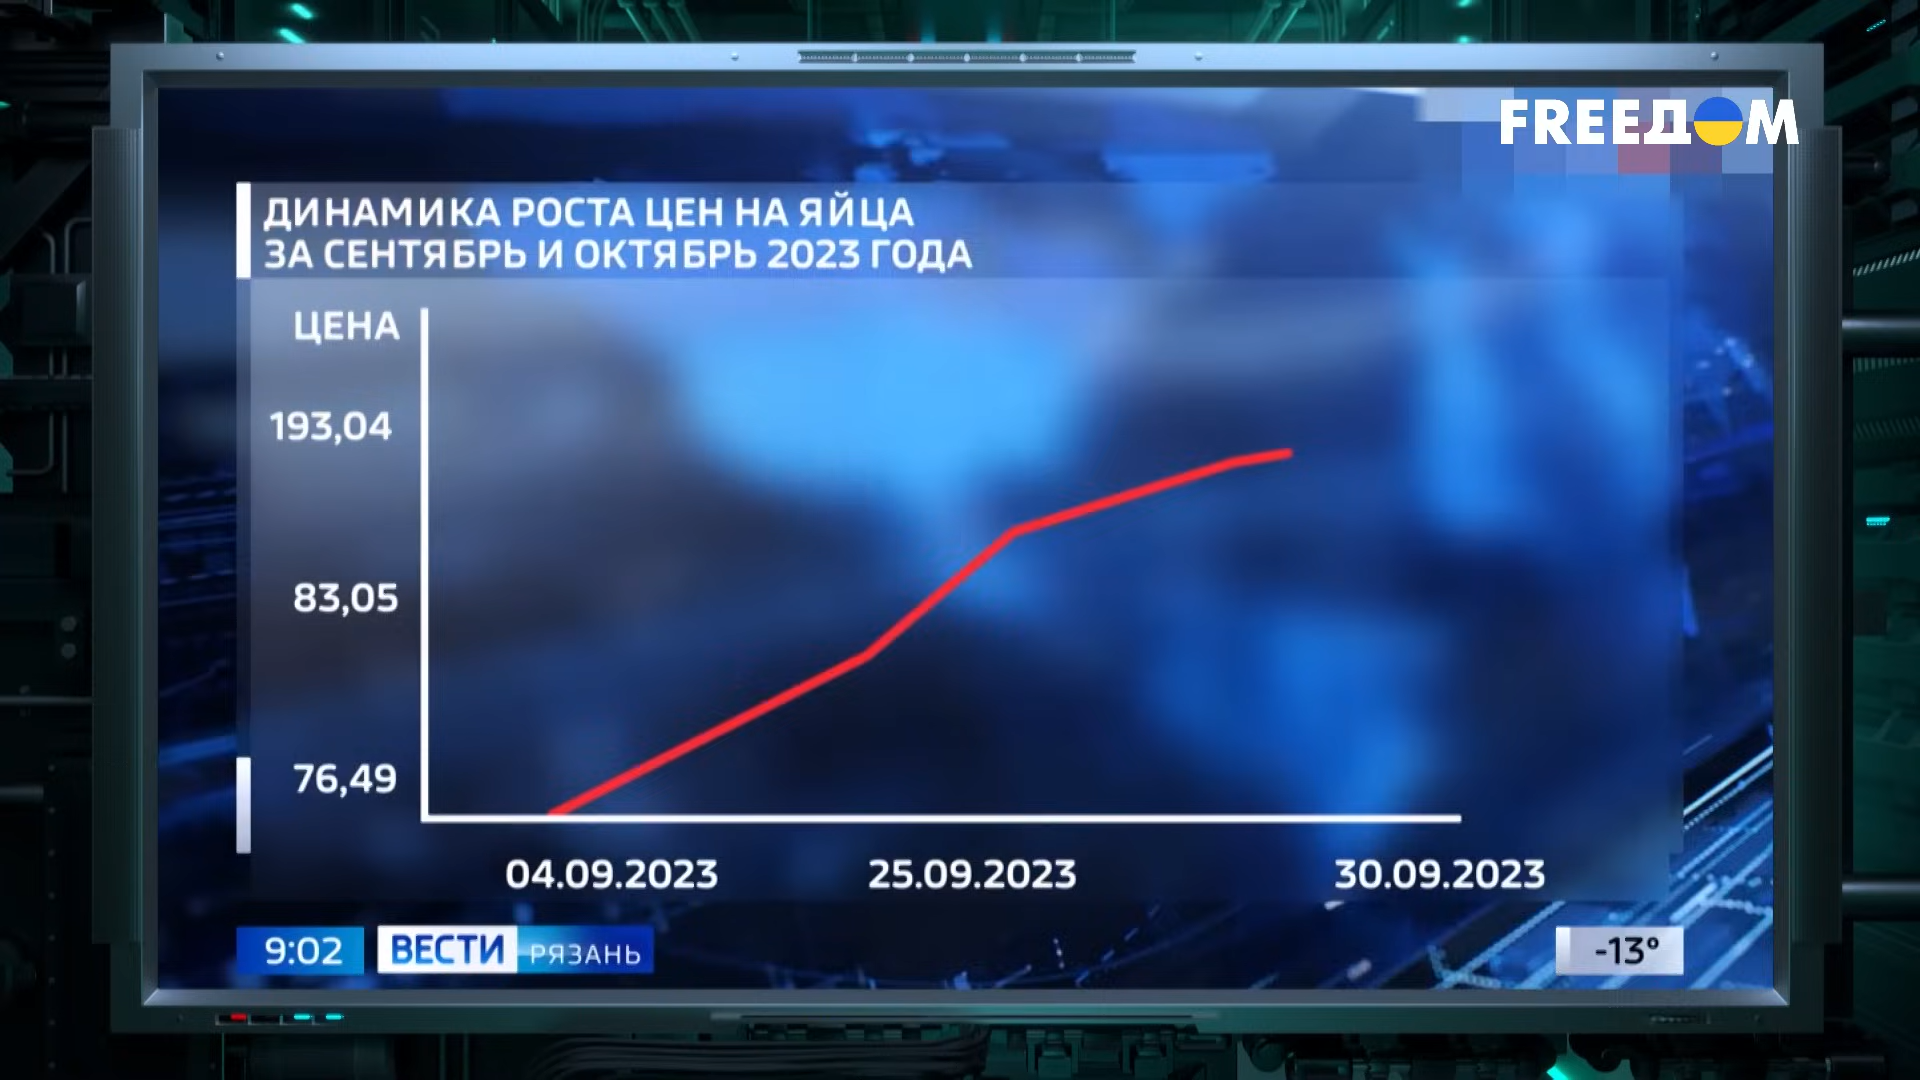 FREEДOM
ДИНАМИКА РОСТА ЦЕН НА ЯЙЦА
ЗА СЕНТЯБРЬ И ОКТЯБРЬ 2023 ГОДА
ЦЕНА
193,04
83,05
76,49
04.09.2023 25.09.2023 30.09.2023
9:02 ВЕСТИ РЯЗАНЬ -13°